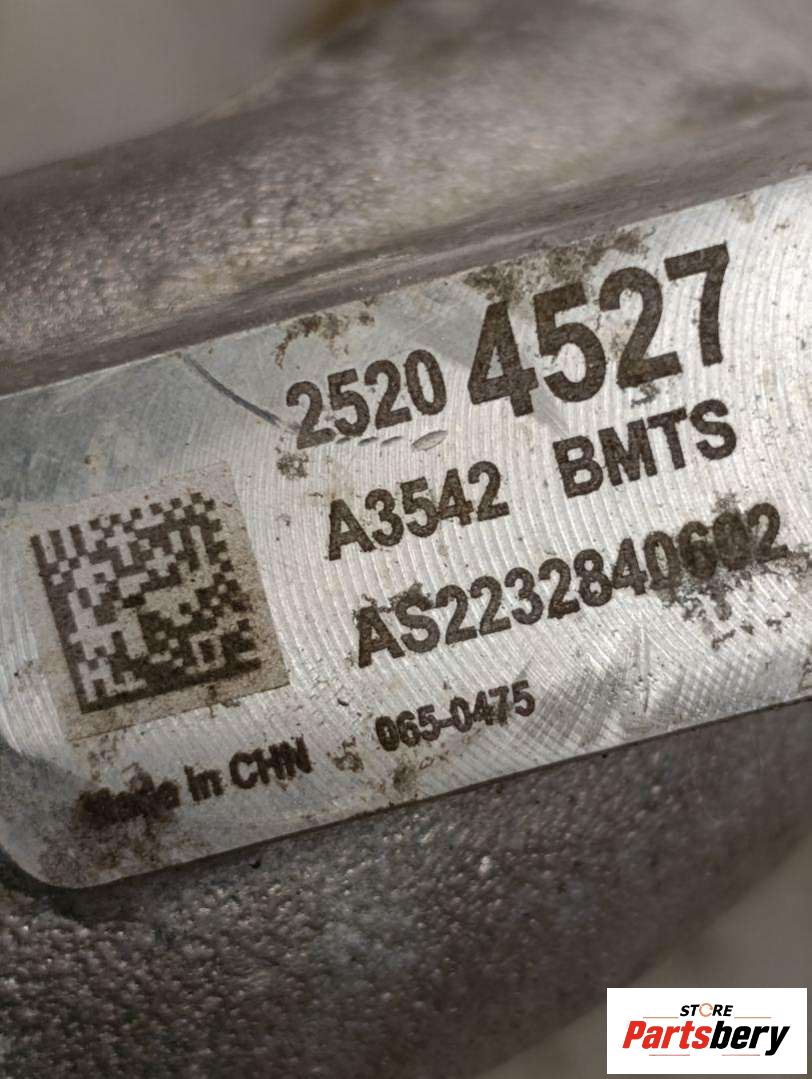 2520 4527
A3542 BMTS
AS2232840602
065-0475
Made in CHN
STORE
Partsbery